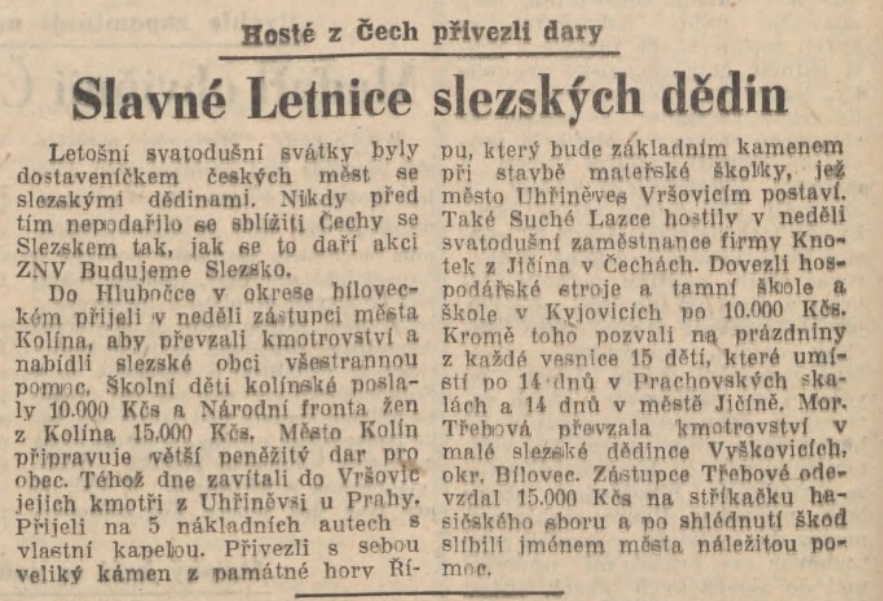 Hosté z Čech přivezli dary
Slavné Letnice slezských dědin
Letošní svatodušní svátky byly
dostaveníčkem českých měst se
slezskými dědinami. Nikdy před
tím nepodařilo se sblížiti Čechy se
Slezskem tak, jak se to daří akci
ZNV Budujeme Slezsko.
Do Hlubočce v okrese bílovec-
kém přijeli v neděli zástupci města
Kolína, aby převzali kmotrovství a
nabídli slezské obci všestrannou
pomoc. Školní děti kolínské posla-
ly 10.000 Kčs a Národní fronta žen
z Kolína 15.000 Kčs. Město Kolín
připravuje větší peněžitý dar pro
obec. Téhož dne zavítali do Vršovic
jejich kmotři z Uhříněvsi u Prahy.
Přijeli na 5 nákladních autech s
vlastní kapelou. Přivezli s sebou
veliký kámen z památné hory Ří-
pu, který bude základním kamenem
při stavbě mateřské školky, jež
město Uhříněves Vršovicím postaví.
Také Suché Lazce hostily v neděli
svatodušní zaměstnance firmy Kno-
tek z Jičína v Čechách. Dovezli hos-
podářské stroje a tamní škole a
škole v Kyjovicích po 10.000 Kčs.
Kromě toho pozvali na prázdniny
z každé vesnice 15 dětí, které umí-
stí po 14 dnů v Prachovských ska-
lách a 14 dnů v městě Jičíně. Mor.
Třebová převzala kmotrovství v
malé slezské dědince Vyškovicích,
okr. Bílovec. Zástupce Třebové ode-
vzdal 15.000 Kčs na stříkačku ha-
sičského sboru a po shlédnutí škod
slíbili jménem města náležitou po-
moc.